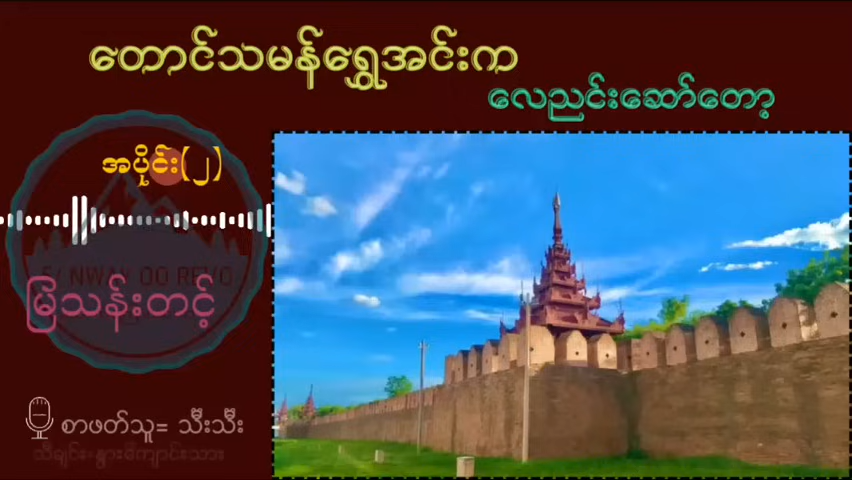 တောင်သမန်ရွှေအင်းက
လေညင်းဆော်တော့
အပိုင်း(၂)
မြသန်းတင့်
စာဖတ်သူ= သီးသီး